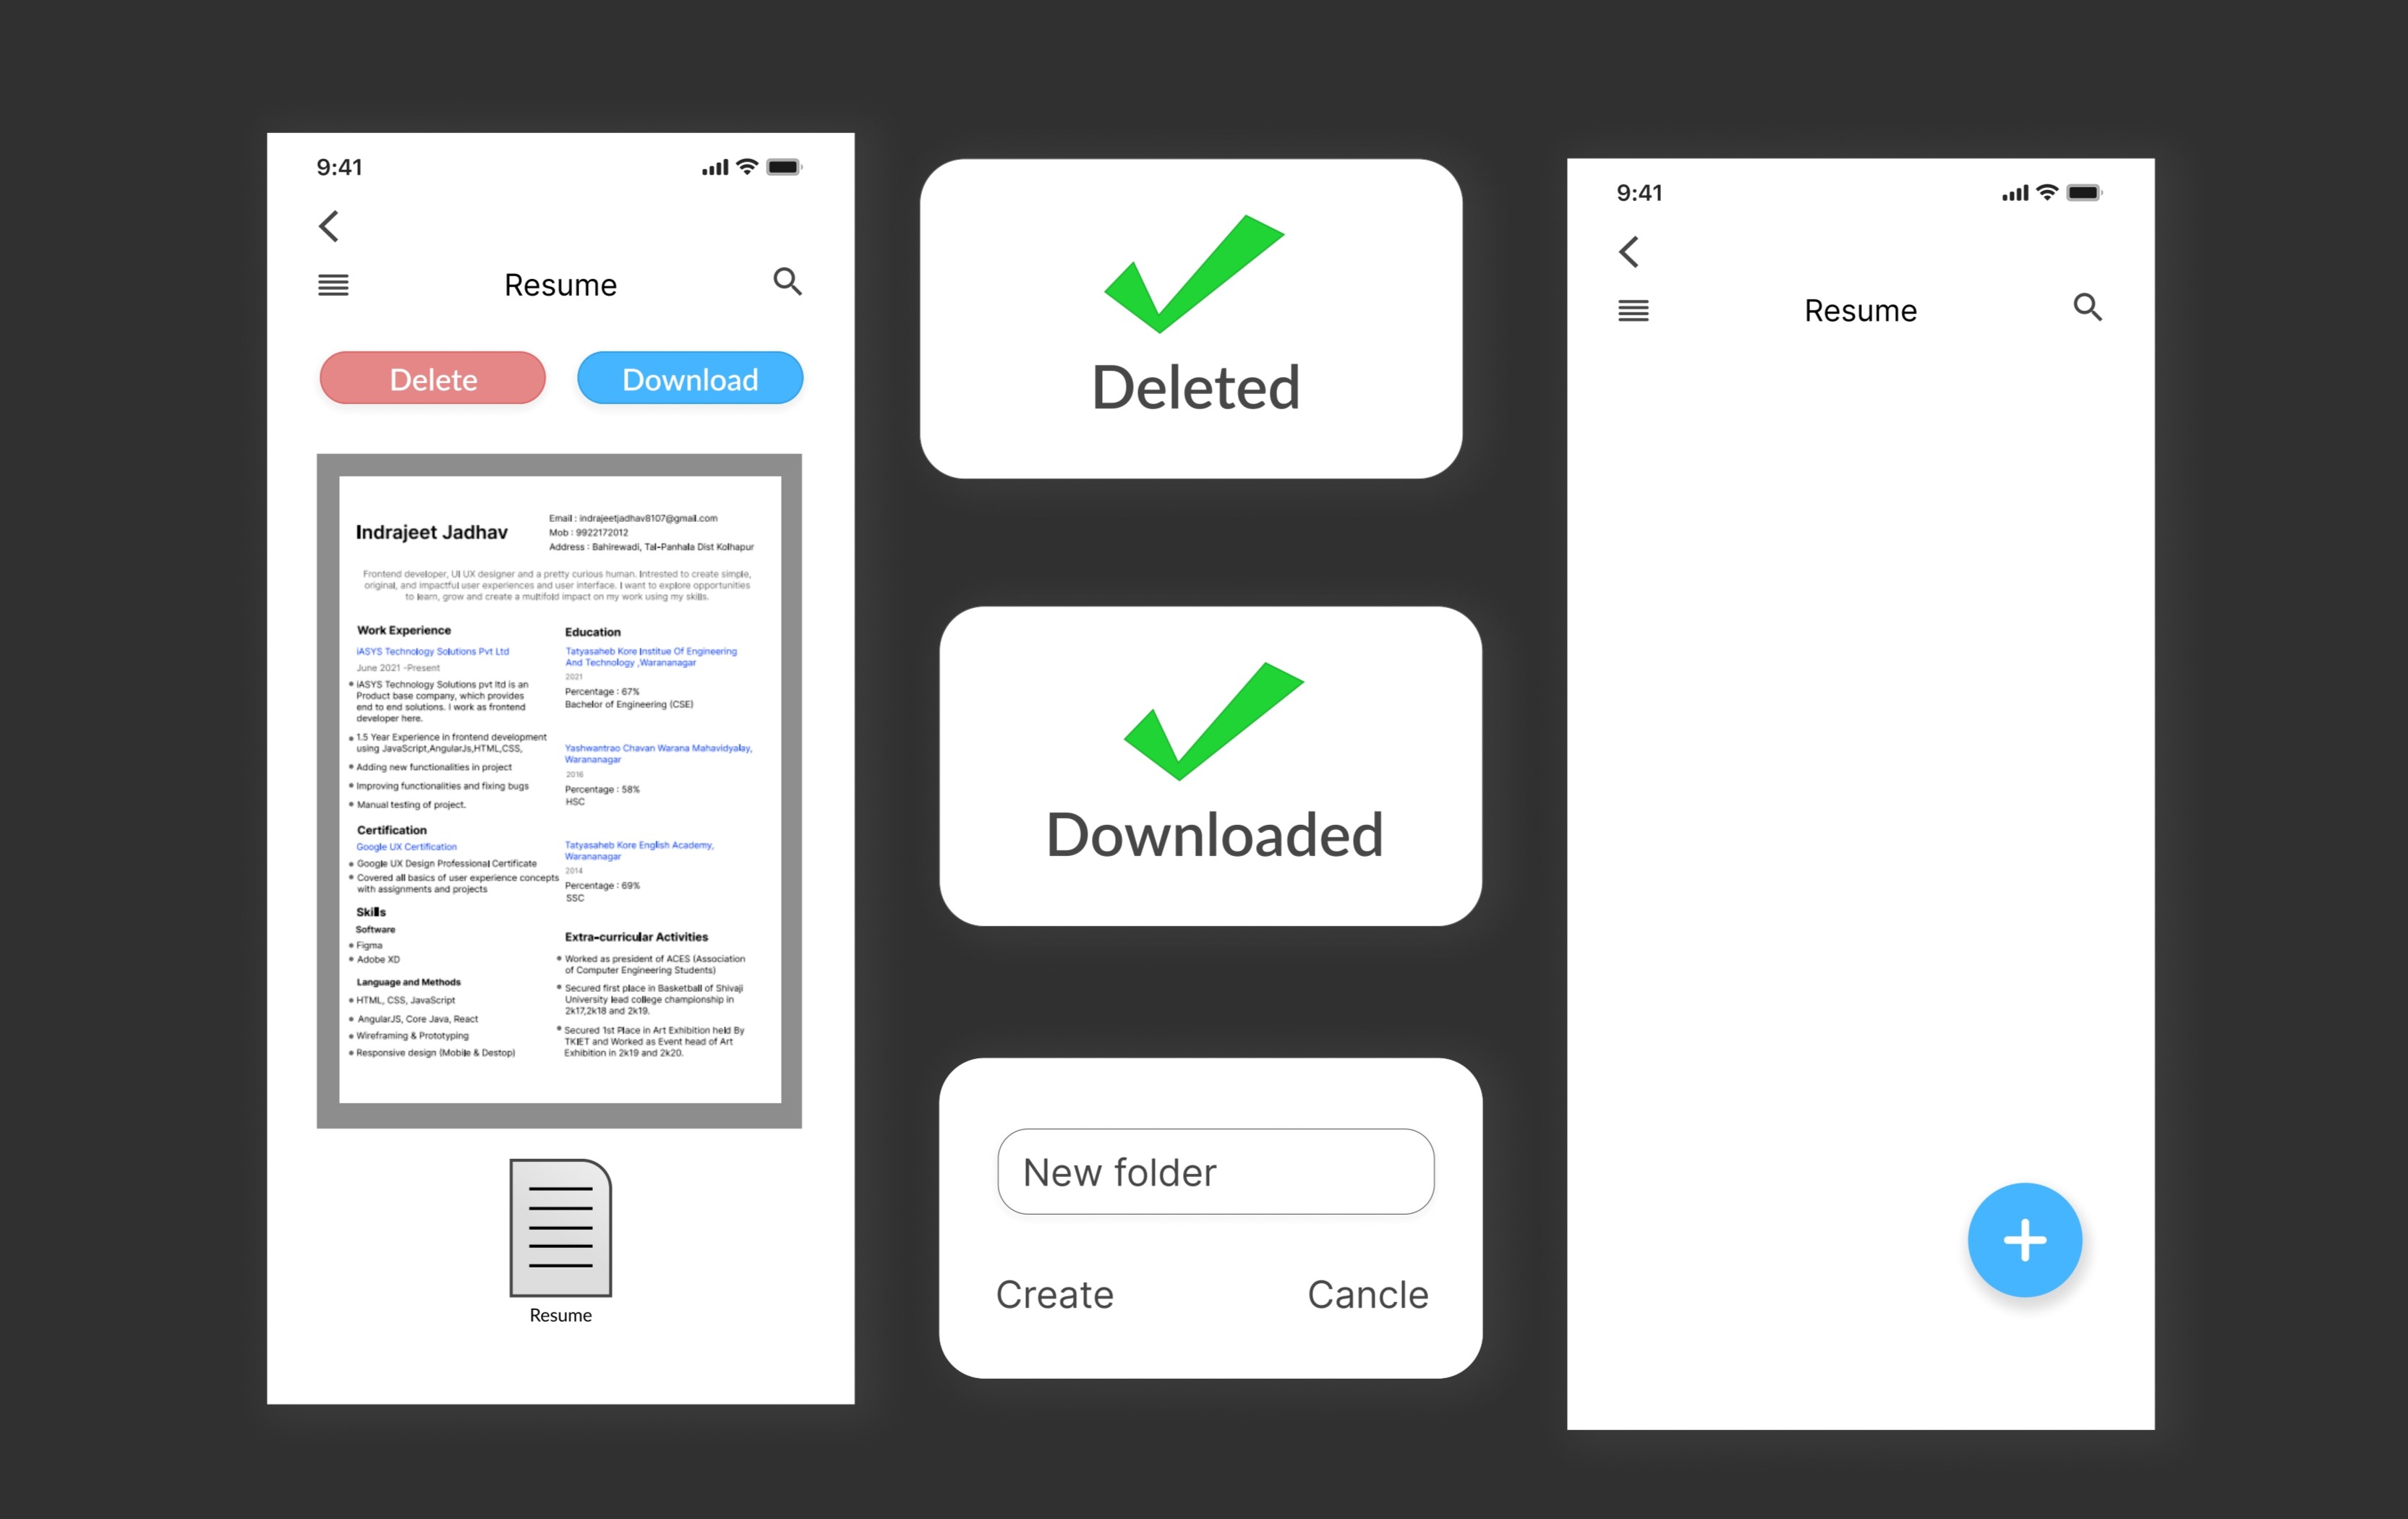 9:41
Resume
Delete
Download
Indrajeet Jadhav
Email : indrajeetjadhav8107@gmail.com
Mob : 9922172012
Address : Bahirewadi, Tal-Panhala Dist Kolhapur
Frontend developer, UI UX designer and a pretty curious human. Intrested to create simple,
original, and impactful user experiences and user interface. I want to explore opportunities
to learn, grow and create a multifold impact on my work using my skills.
Work Experience
iASYS Technology Solutions Pvt Ltd
June 2021 -Present
iASYS Technology Solutions pvt ltd is an
Product base company, which provides
end to end solutions. I work as frontend
developer here.
1.5 Year Experience in frontend development
using JavaScript,AngularJs,HTML,CSS,
Adding new functionalities in project
Improving functionalities and fixing bugs
Manual testing of project.
Certification
Google UX Certification
Google UX Design Professional Certificate
Covered all basics of user experience concepts
with assignments and projects
Skills
Software
Figma
Adobe XD
Language and Methods
HTML, CSS, JavaScript
AngularJS, Core Java, React
Wireframing & Prototyping
Responsive design (Mobile & Destop)
Education
Tatyasaheb Kore Institue Of Engineering
And Technology ,Warananagar
2021
Percentage : 67%
Bachelor of Engineering (CSE)
Yashwantrao Chavan Warana Mahavidyalay,
Warananagar
2016
Percentage : 58%
HSC
Tatyasaheb Kore English Academy,
Warananagar
2014
Percentage : 69%
SSC
Extra-curricular Activities
Worked as president of ACES (Association
of Computer Engineering Students)
Secured first place in Basketball of Shivaji
University lead college championship in
2k17,2k18 and 2k19.
Secured 1st Place in Art Exhibition held By
TKIET and Worked as Event head of Art
Exhibition in 2k19 and 2k20.
Resume
Deleted
Downloaded
New folder
Create
Cancle
9:41
Resume